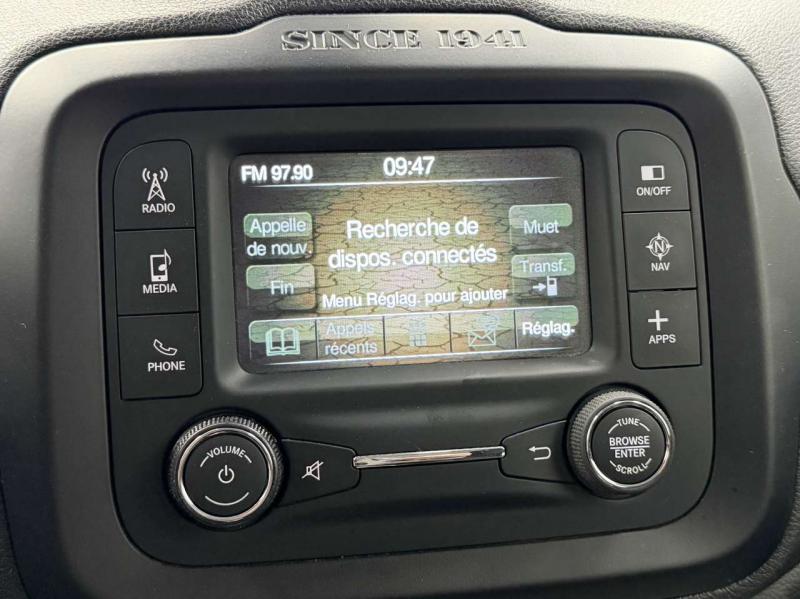 SINCE 1941
RADIO
MEDIA
PHONE
FM 97.90
09:47
Appelle
de nouv.
Recherche de
dispos. connectés
Muet
Fin
Menu Réglag. pour ajouter
Transf.
Appels
récents
Réglag.
ON/OFF
N
NAV
APPS
VOLUME
TUNE
BROWSE
ENTER
SCROLL